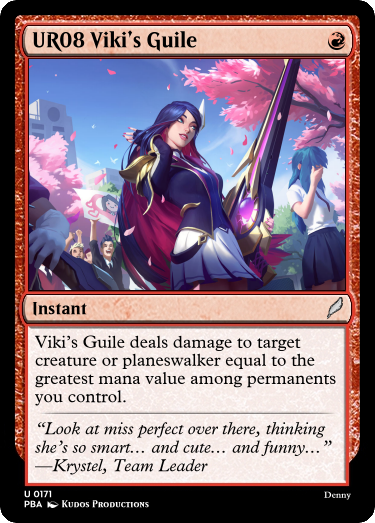 UR08 Viki's Guile
Instant
Viki's Guile deals damage to target
creature or planeswalker equal to the
greatest mana value among permanents
you control.
“Look at miss perfect over there, thinking
she's so smart… and cute… and funny…”
—Krystel, Team Leader
U 0171
PBA Kudos Productions
Denny